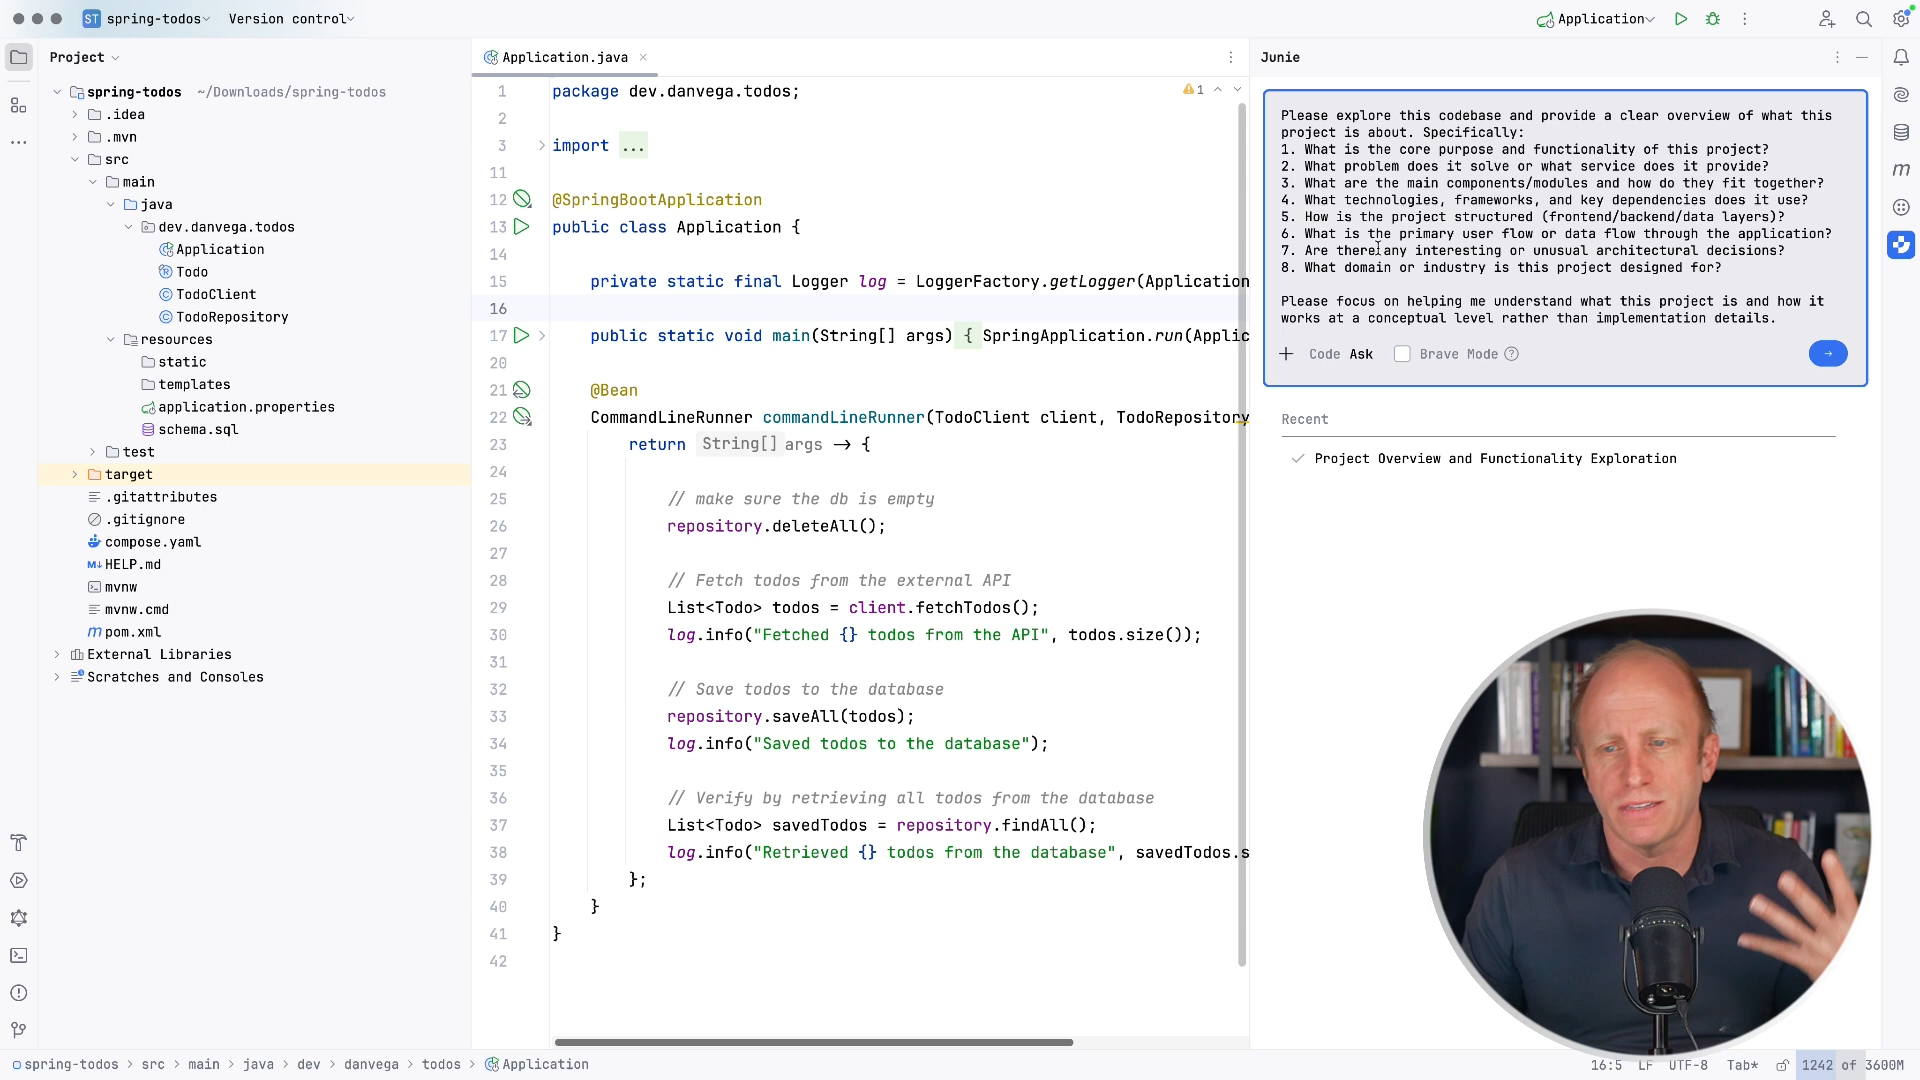 ST spring-todos Version control
Application
Project
spring-todos ~/Downloads/spring-todos
.idea
.mvn
src
main
java
dev.danvega.todos
Application
Todo
TodoClient
TodoRepository
resources
static
templates
application.properties
schema.sql
test
target
.gitattributes
.gitignore
compose.yaml
M↓ HELP.md
mvnw
mvnw.cmd
m pom.xml
External Libraries
Scratches and Consoles
Application.java
1 package dev.danvega.todos;
1
2
3 import ...
11
12 @SpringBootApplication
13 public class Application {
14
15 private static final Logger log = LoggerFactory.getLogger(Application
16
17 public static void main(String[] args) { SpringApplication.run(Applic
20
21 @Bean
22 CommandLineRunner commandLineRunner(TodoClient client, TodoRepository
23 return String[] args → {
24
25 // make sure the db is empty
26 repository.deleteAll();
27
28 // Fetch todos from the external API
29 List<Todo> todos = client.fetchTodos();
30 log.info("Fetched {} todos from the API", todos.size());
31
32 // Save todos to the database
33 repository.saveAll(todos);
34 log.info("Saved todos to the database");
35
36 // Verify by retrieving all todos from the database
37 List<Todo> savedTodos = repository.findAll();
38 log.info("Retrieved {} todos from the database", savedTodos.s
39 };
40 }
41 }
42
Junie
Please explore this codebase and provide a clear overview of what this
project is about. Specifically:
1. What is the core purpose and functionality of this project?
2. What problem does it solve or what service does it provide?
3. What are the main components/modules and how do they fit together?
4. What technologies, frameworks, and key dependencies does it use?
5. How is the project structured (frontend/backend/data layers)?
6. What is the primary user flow or data flow through the application?
7. Are there any interesting or unusual architectural decisions?
8. What domain or industry is this project designed for?
Please focus on helping me understand what this project is and how it
works at a conceptual level rather than implementation details.
+ Code Ask Brave Mode ?
Recent
Project Overview and Functionality Exploration
m
spring-todos > src > main > java > dev > danvega > todos > Application
16:5 LF UTF-8 Tab* 1242 of 3600M